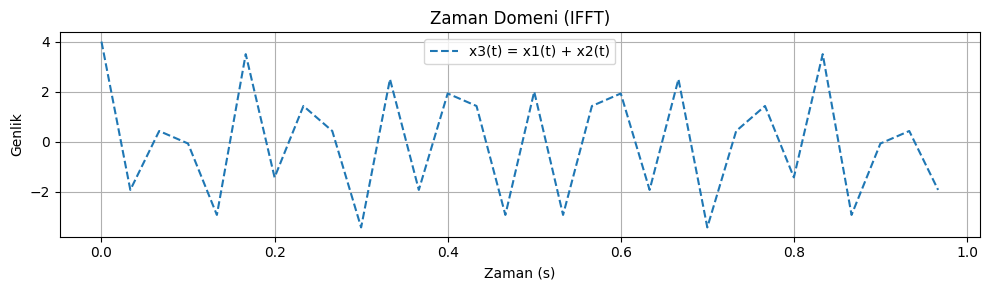 Zaman Domeni (IFFT)
x3(t) = x1(t) + x2(t)
Genlik
4
2
0
−2
0.0 0.2 0.4 0.6 0.8 1.0
Zaman (s)